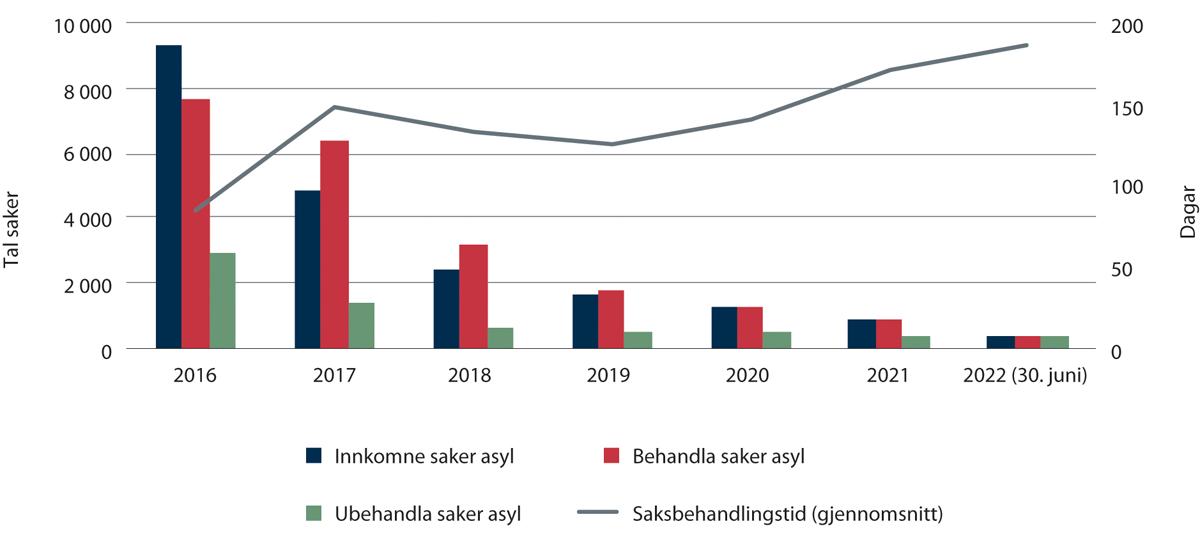 10 000
8 000
6 000
4 000
2 000
0
Tal saker
200
150
100
50
0
Dagar
2016 2017 2018 2019 2020 2021 2022 (30. juni)
Innkomne saker asyl Behandla saker asyl
Ubehandla saker asyl Saksbehandlingstid (gjennomsnitt)